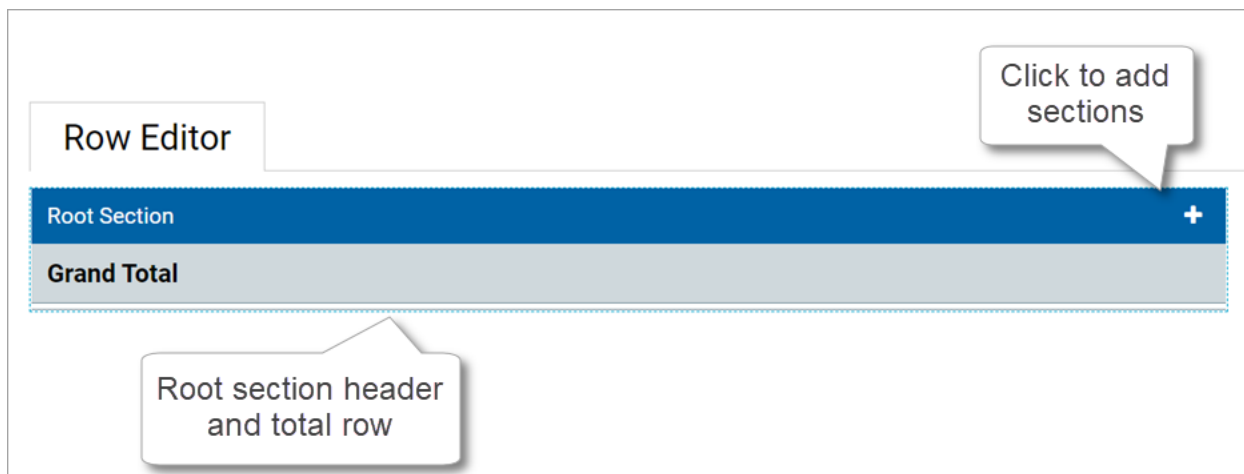 Click to add
sections
Row Editor
Root Section
Grand Total
Root section header
and total row